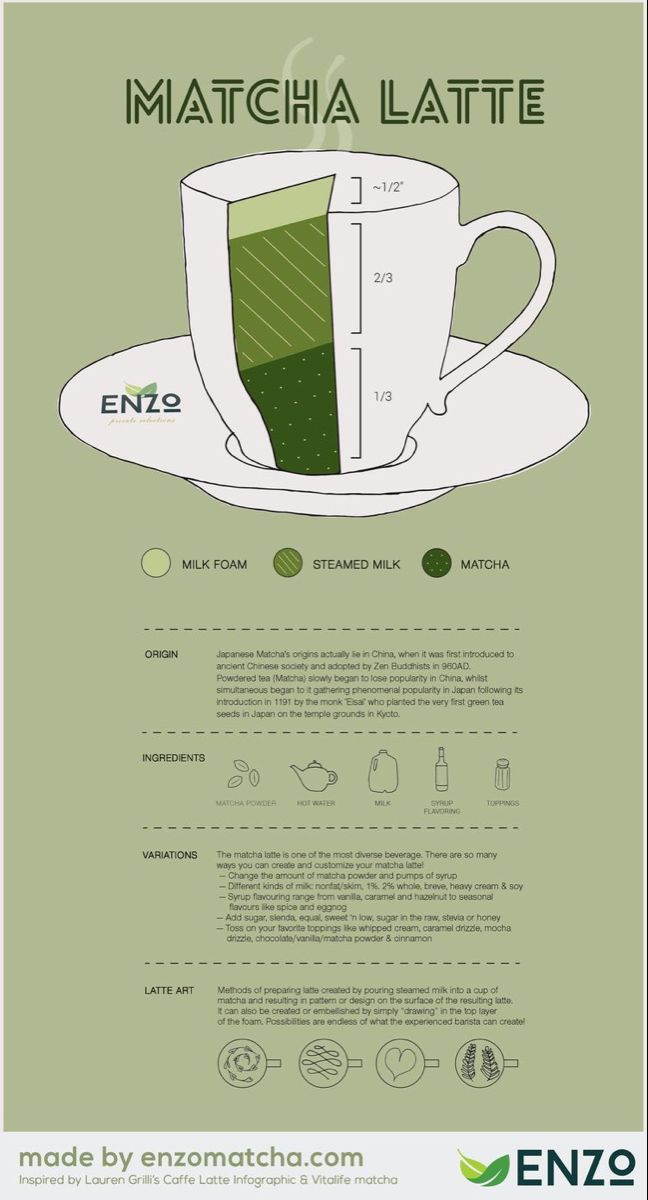 MATCHA LATTE
~1/2"
2/3
1/3
ENZO
private selections
MILK FOAM
STEAMED MILK
MATCHA
ORIGIN
Japanese Matcha's origins actually lie in China, when it was first introduced to
ancient Chinese society and adopted by Zen Buddhists in 960AD.
Powdered tea (Matcha) slowly began to lose popularity in China, whilst
simultaneous began to it gathering phenomenal popularity in Japan following its
introduction in 1191 by the monk 'Eisai' who planted the very first green tea
seeds in Japan on the temple grounds in Kyoto.
INGREDIENTS
MATCHA POWDER
HOT WATER
MILK
SYRUP
FLAVORING
TOPPINGS
VARIATIONS
The matcha latte is one of the most diverse beverage. There are so many
ways you can create and customize your matcha latte!
— Change the amount of matcha powder and pumps of syrup
— Different kinds of milk: nonfat/skim, 1%. 2% whole, breve, heavy cream & soy
— Syrup flavouring range from vanilla, caramel and hazelnut to seasonal
flavours like spice and eggnog
— Add sugar, slenda, equal, sweet 'n low, sugar in the raw, stevia or honey
— Toss on your favorite toppings like whipped cream, caramel drizzle, mocha
drizzle, chocolate/vanilla/matcha powder & cinnamon
LATTE ART
Methods of preparing latte created by pouring steamed milk into a cup of
matcha and resulting in pattern or design on the surface of the resulting latte.
It can also be created or embellished by simply "drawing" in the top layer
of the foam. Possibilities are endless of what the experienced barista can create!
made by enzomatcha.com
Inspired by Lauren Grilli's Caffe Latte Infographic & Vitalife matcha
ENZO